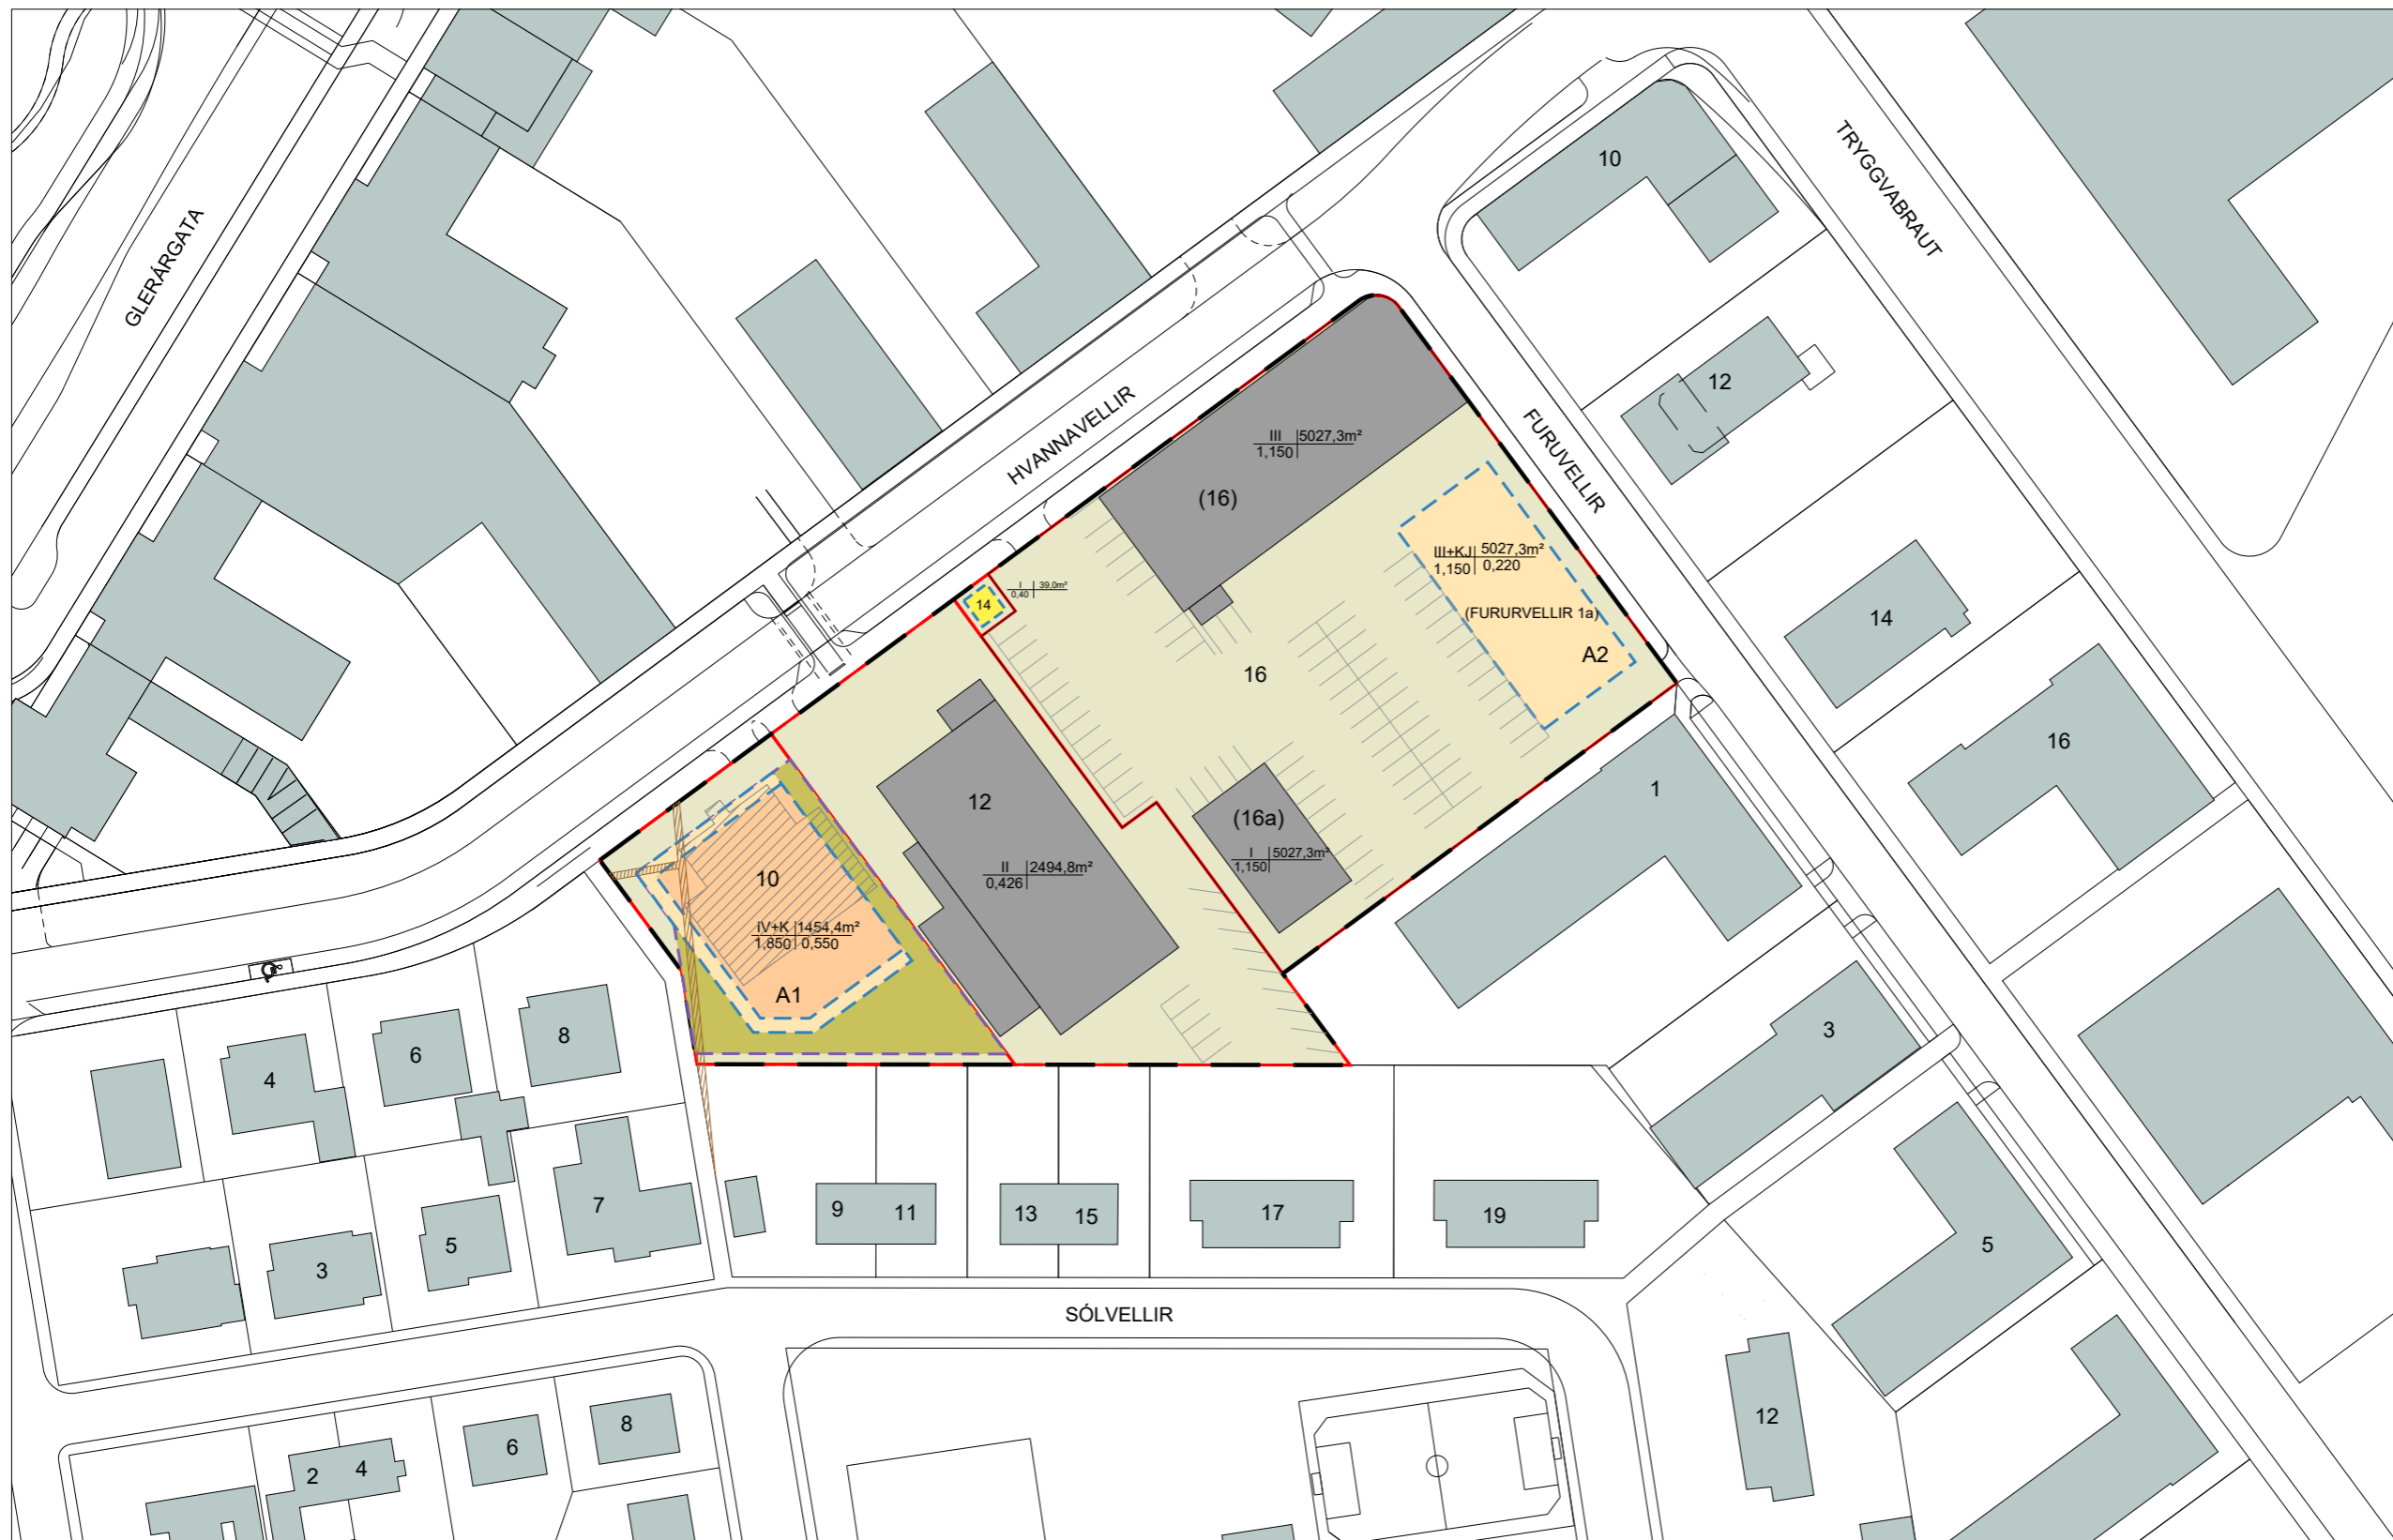 GLERÁRGATA
TRYGGVABRAUT
HVANNAVELLIR
FURUVELLIR
10
12
14
16
III 5027,3m²
1,150
(16)
III+KJ 5027,3m²
1,150 0,220
(FURURVELLIR 1a)
A2
14
I 39,0m²
0,40
16
12
II 2494,8m²
0,426
(16a)
I 5027,3m²
1,150
1
10
IV+K 1454,4m²
1,850 0,550
A1
3
4
6
8
3
5
7
9
11
13
15
17
19
5
SÓLVELLIR
2
4
6
8
12